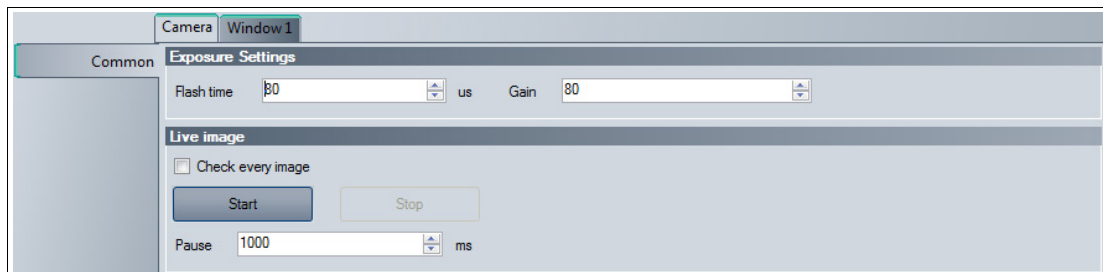 Camera Window 1
Common
Exposure Settings
Flash time 80 us Gain 80
Live image
Check every image
Start Stop
Pause 1000 ms